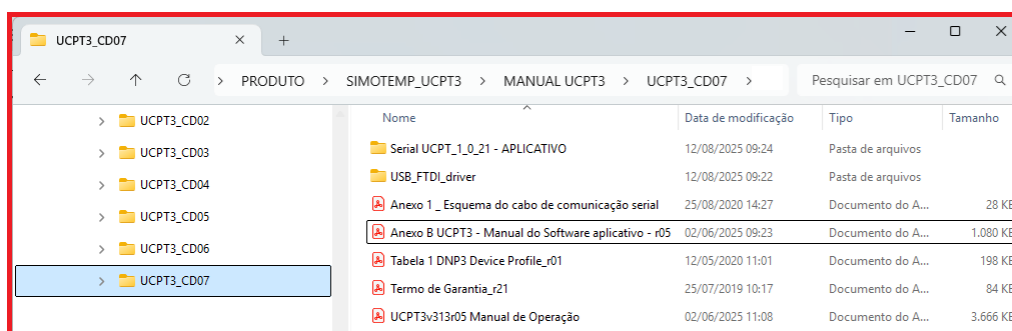 UCPT3_CD07
PRODUTO > SIMOTEMP_UCPT3 > MANUAL UCPT3 > UCPT3_CD07 > Pesquisar em UCPT3_CD07
UCPT3_CD02
UCPT3_CD03
UCPT3_CD04
UCPT3_CD05
UCPT3_CD06
UCPT3_CD07
Nome Data de modificação Tipo Tamanho
Serial UCPT_1_0_21 - APLICATIVO 12/08/2025 09:24 Pasta de arquivos
USB_FTDI_driver 12/08/2025 09:22 Pasta de arquivos
Anexo 1 _ Esquema do cabo de comunicação serial 25/08/2020 14:27 Documento do A... 28 KB
Anexo B UCPT3 - Manual do Software aplicativo - r05 02/06/2025 09:23 Documento do A... 1.080 KB
Tabela 1 DNP3 Device Profile_r01 12/05/2020 11:01 Documento do A... 198 KB
Termo de Garantia_r21 25/07/2019 10:17 Documento do A... 84 KB
UCPT3v313r05 Manual de Operação 02/06/2025 11:08 Documento do A... 3.666 KB